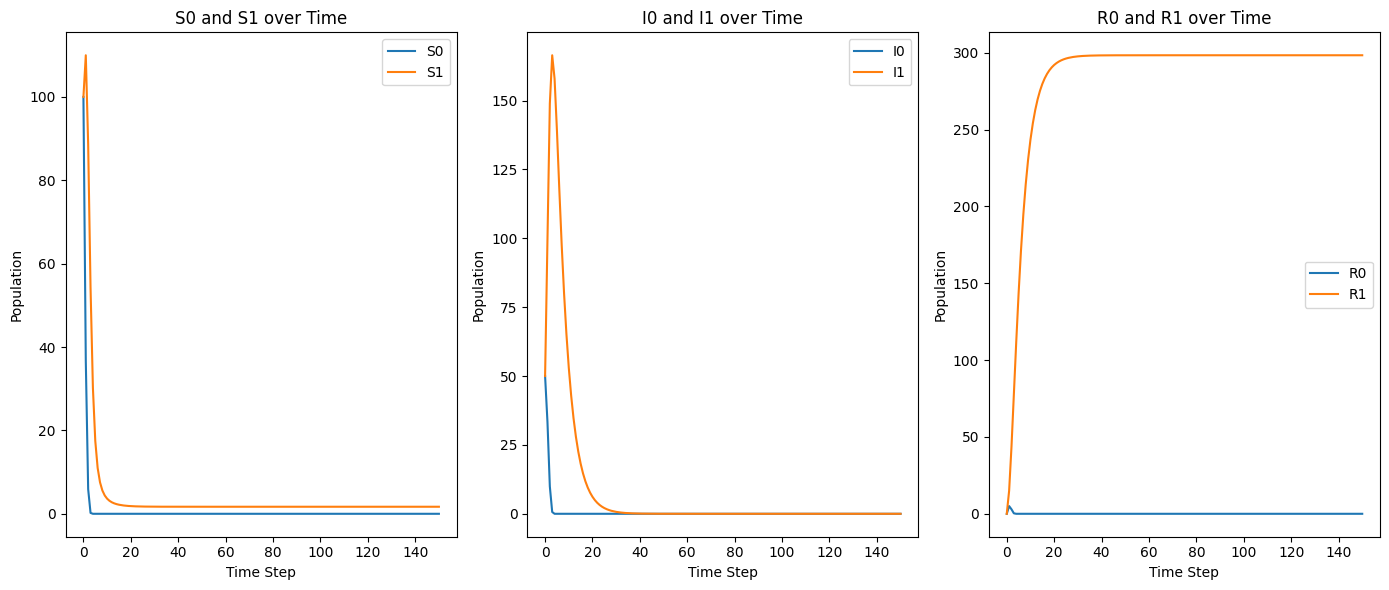 S0 and S1 over Time
Population
100
80
60
40
20
0
0 20 40 60 80 100 120 140
Time Step
S0
S1
I0 and I1 over Time
Population
150
125
100
75
50
25
0
0 20 40 60 80 100 120 140
Time Step
I0
I1
R0 and R1 over Time
Population
300
250
200
150
100
50
0
0 20 40 60 80 100 120 140
Time Step
R0
R1